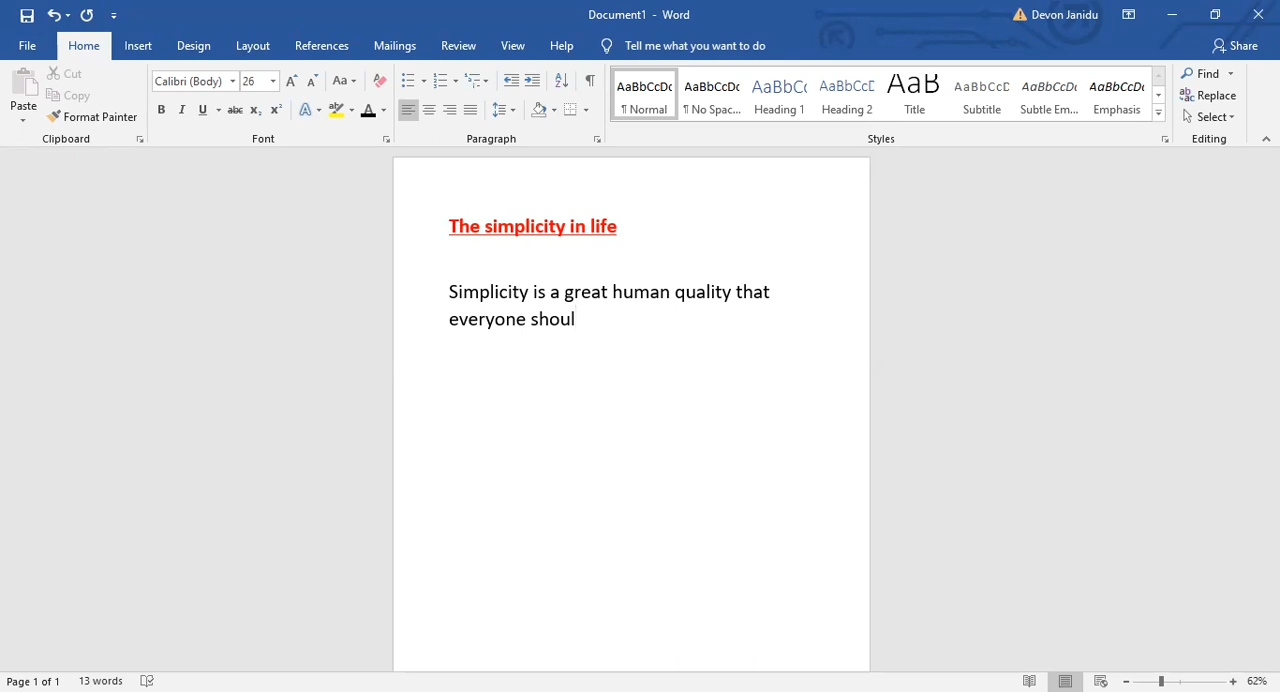 Document1 - Word
Devon Janidu
File Home Insert Design Layout References Mailings Review View Help Tell me what you want to do Share
Paste
Cut
Copy
Format Painter
Clipboard
Calibri (Body) 26
Font
Paragraph
AaBbCcDc AaBbCcDc AaBbCc AaBbCcD AaB AaBbCcD AaBbCcDc AaBbCcDc
¶ Normal ¶ No Spac... Heading 1 Heading 2 Title Subtitle Subtle Em... Emphasis
Styles
Find
Replace
Select
Editing
The simplicity in life
Simplicity is a great human quality that
everyone shoul
Page 1 of 1 13 words 62%